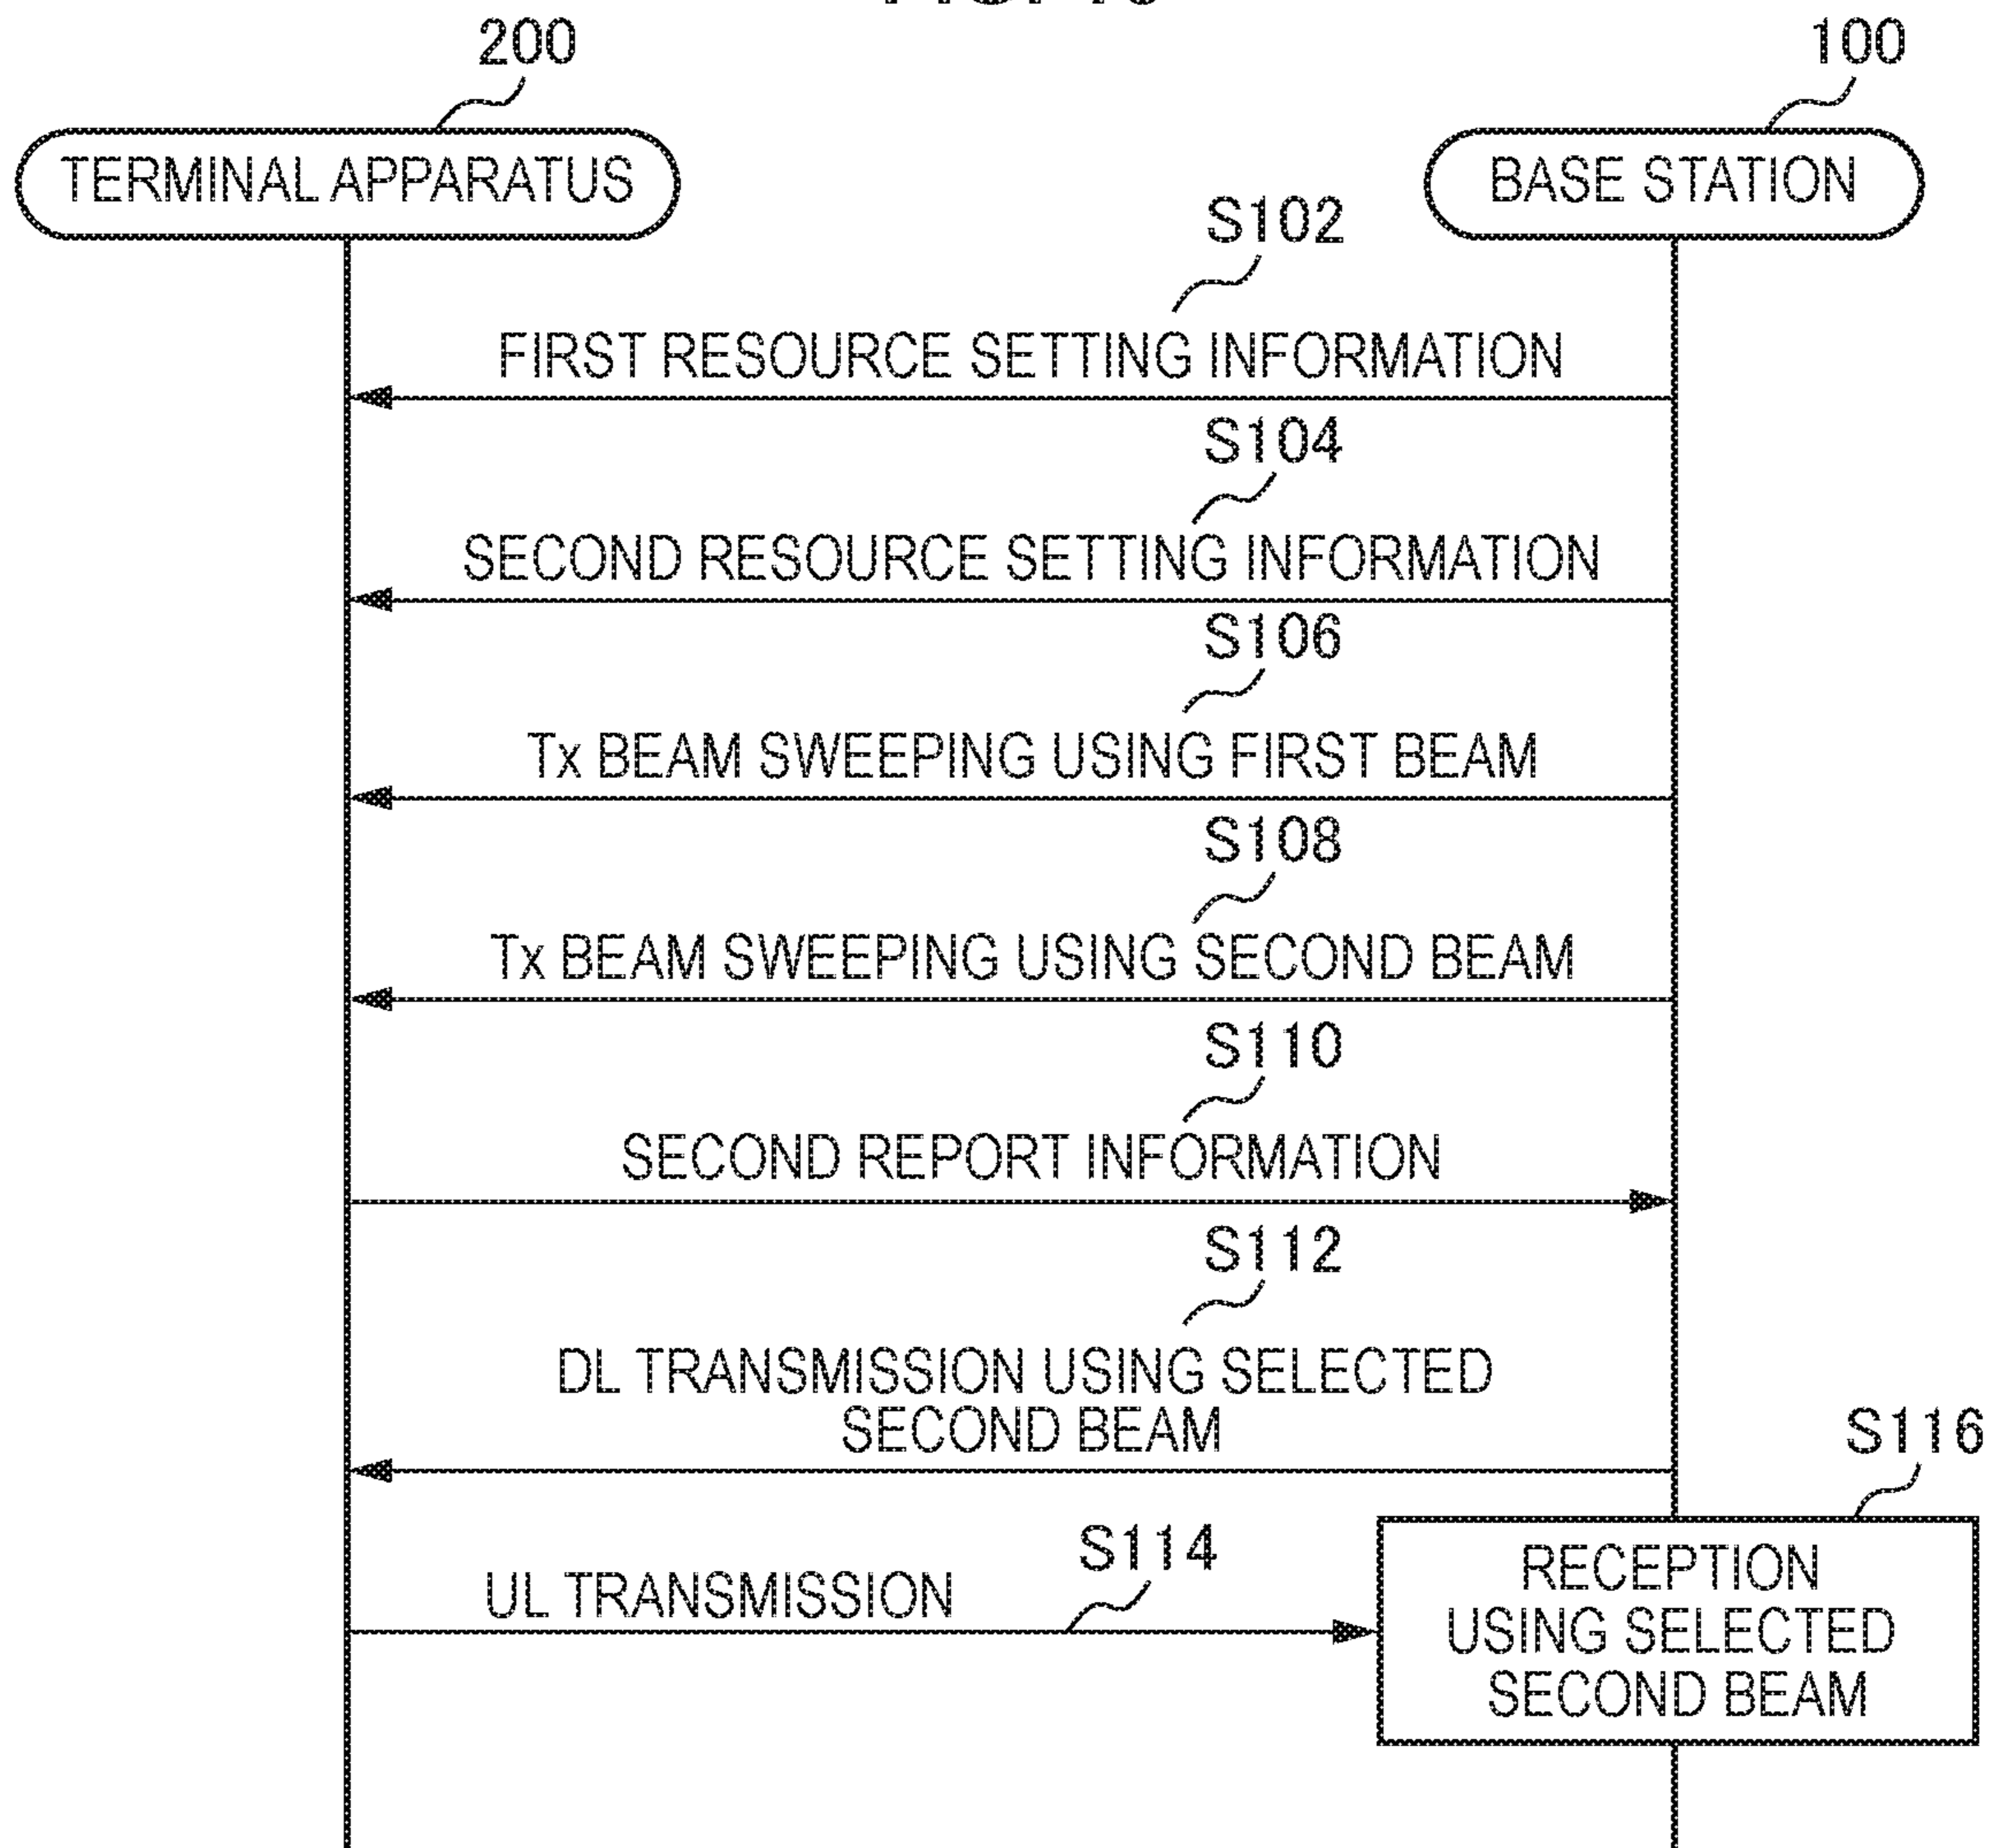 200
100
TERMINAL APPARATUS
BASE STATION
S102
FIRST RESOURCE SETTING INFORMATION
S104
SECOND RESOURCE SETTING INFORMATION
S106
Tx BEAM SWEEPING USING FIRST BEAM
S108
Tx BEAM SWEEPING USING SECOND BEAM
S110
SECOND REPORT INFORMATION
S112
DL TRANSMISSION USING SELECTED
SECOND BEAM
S116
S114
UL TRANSMISSION
RECEPTION
USING SELECTED
SECOND BEAM